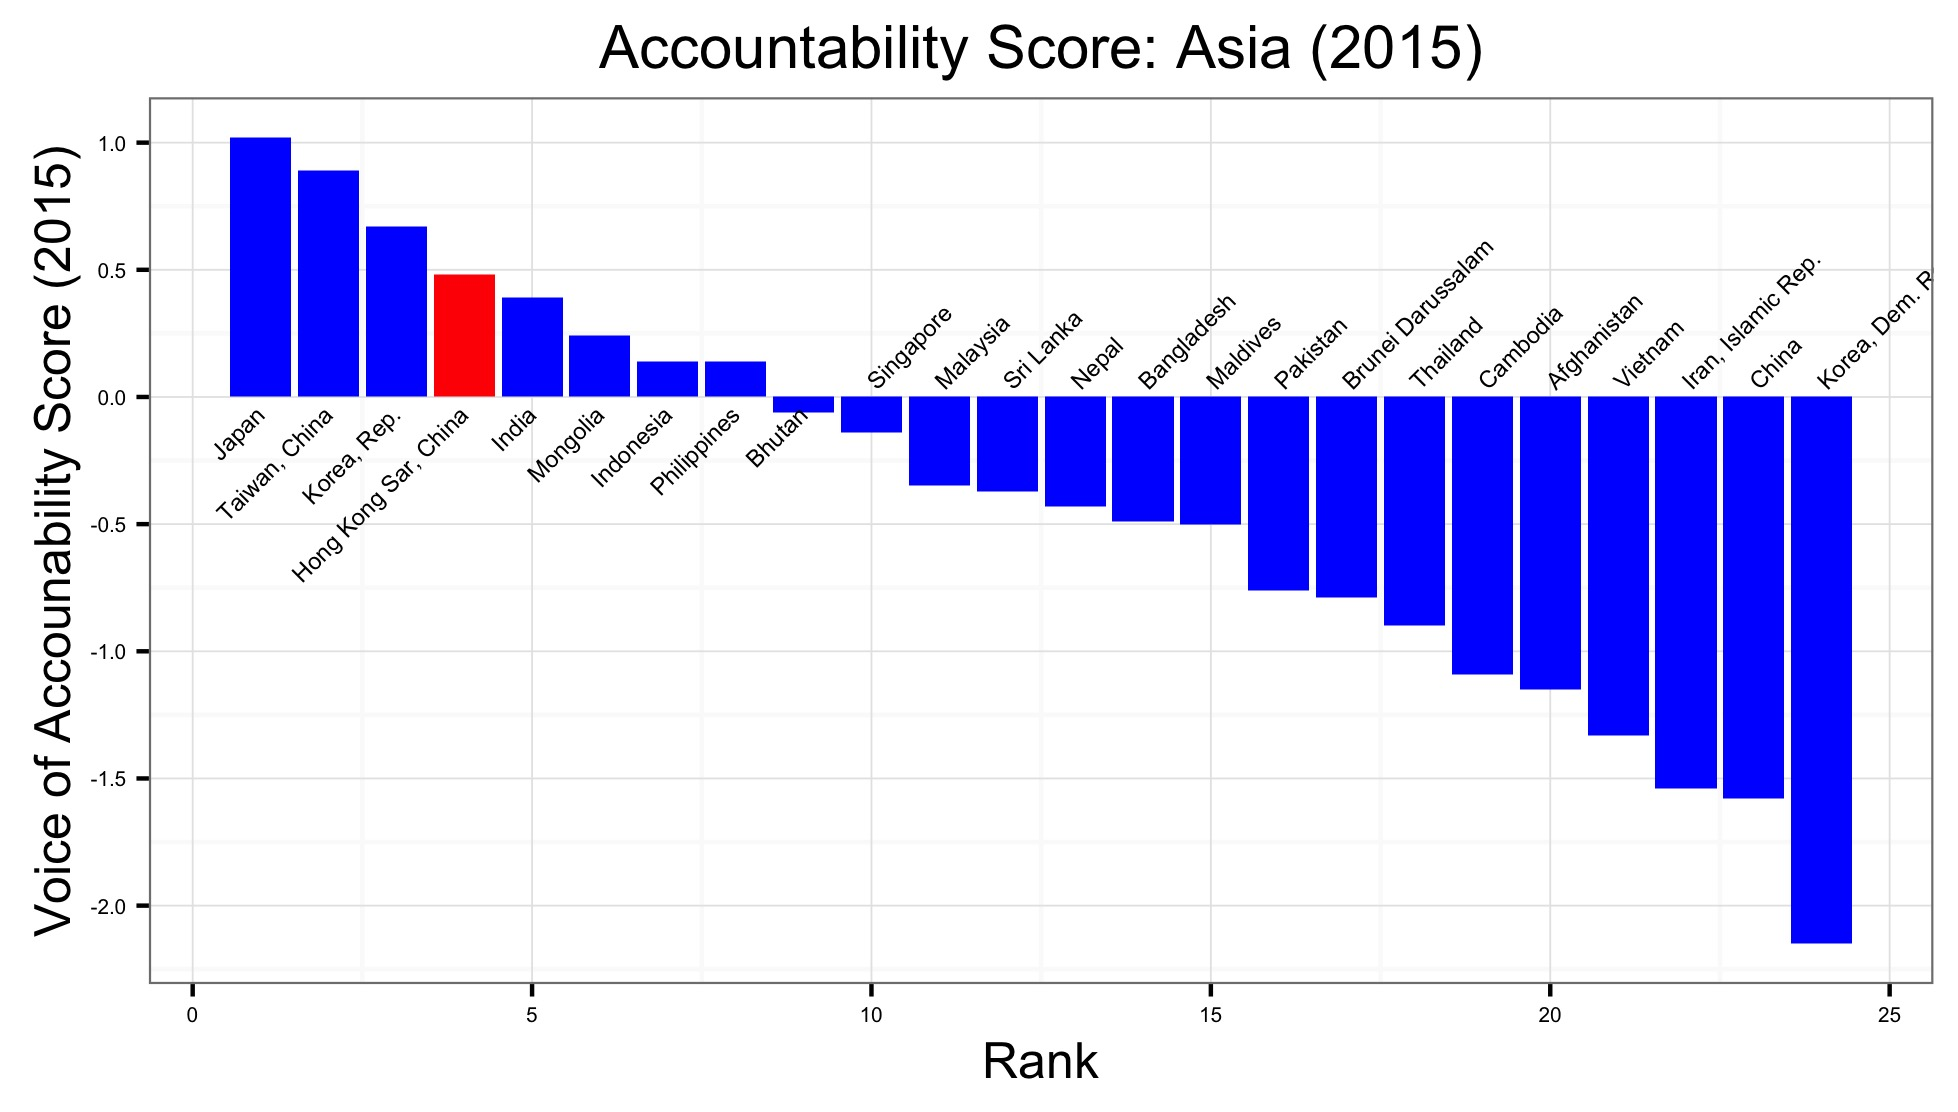 Accountability Score: Asia (2015)
Voice of Accounability Score (2015)
1.0
0.5
0.0
-0.5
-1.0
-1.5
-2.0
Japan
Taiwan, China
Korea, Rep.
Hong Kong Sar, China
India
Mongolia
Indonesia
Philippines
Bhutan
Singapore
Malaysia
Sri Lanka
Nepal
Bangladesh
Maldives
Pakistan
Brunei Darussalam
Thailand
Cambodia
Afghanistan
Vietnam
Iran, Islamic Rep.
China
Korea, Dem. R
0
5
10
15
20
25
Rank